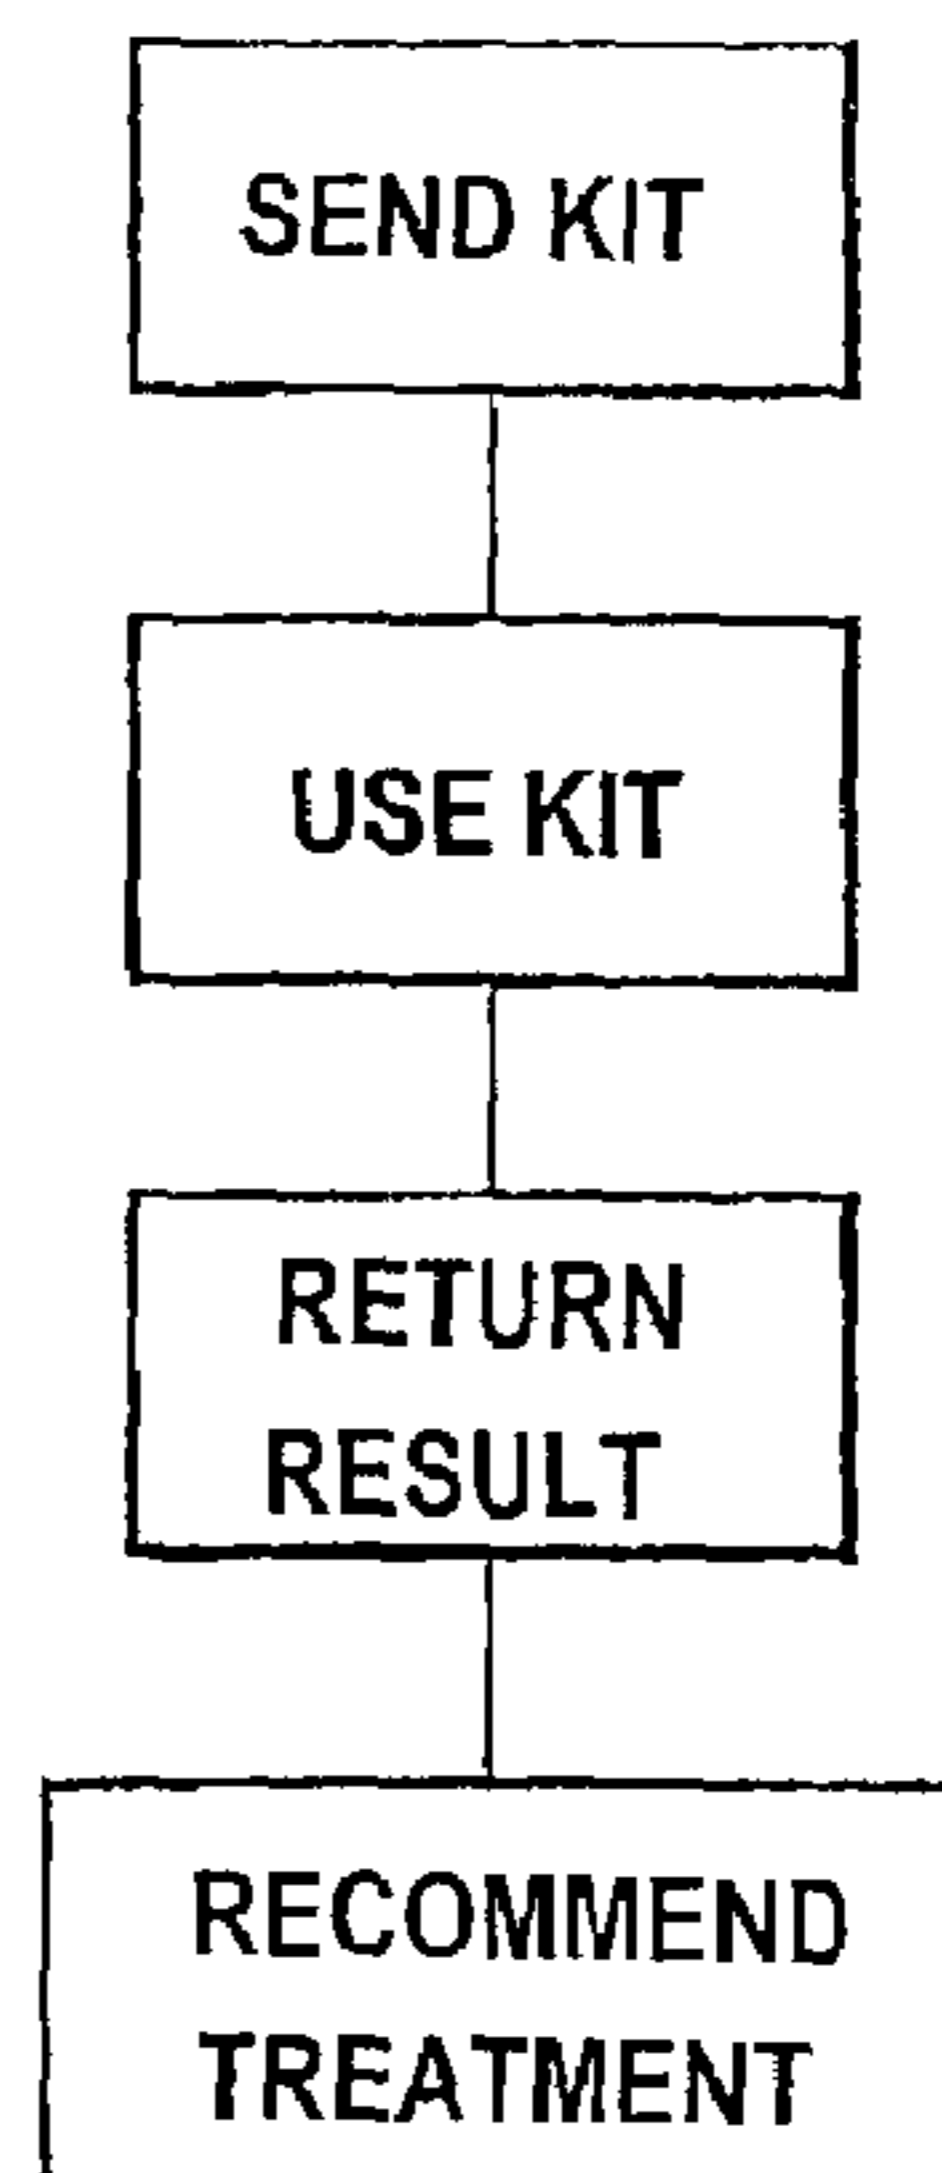 SEND KIT
USE KIT
RETURN
RESULT
RECOMMEND
TREATMENT